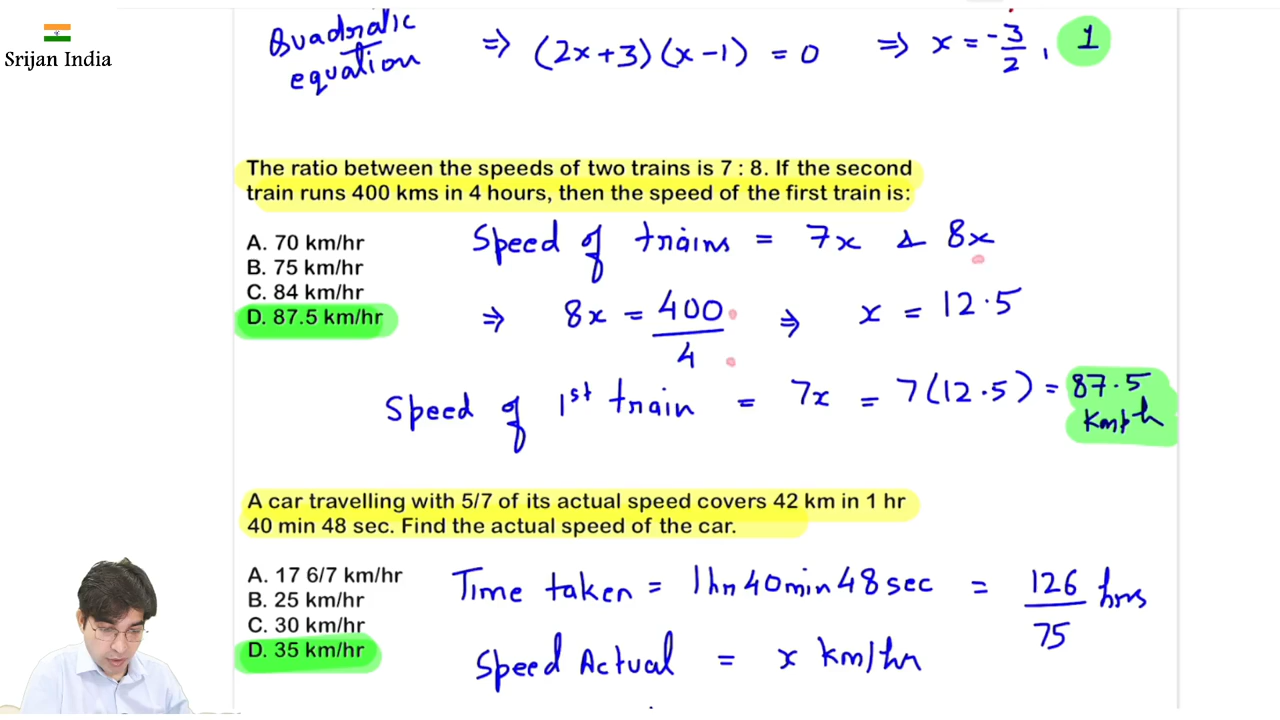 Srijan India
Quadratic
equation ⇒ (2x+3)(x-1) = 0 ⇒ x = -3/2 , 1
The ratio between the speeds of two trains is 7 : 8. If the second
train runs 400 kms in 4 hours, then the speed of the first train is:
A. 70 km/hr
B. 75 km/hr
C. 84 km/hr
D. 87.5 km/hr
Speed of trains = 7x & 8x
⇒ 8x = 400/4 ⇒ x = 12.5
Speed of 1st train = 7x = 7(12.5) = 87.5
Kmph
A car travelling with 5/7 of its actual speed covers 42 km in 1 hr
40 min 48 sec. Find the actual speed of the car.
A. 17 6/7 km/hr
B. 25 km/hr
C. 30 km/hr
D. 35 km/hr
Time taken = 1hr 40min 48 sec = 126/75 hrs
Speed Actual = x km/hr